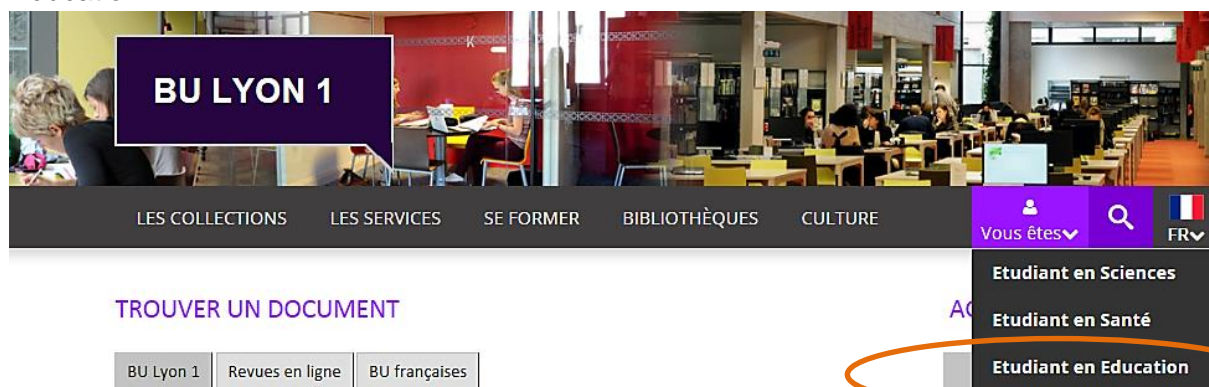 BU LYON 1
LES COLLECTIONS LES SERVICES SE FORMER BIBLIOTHÈQUES CULTURE Vous êtes FR
Etudiant en Sciences
TROUVER UN DOCUMENT
Etudiant en Santé
BU Lyon 1 Revues en ligne BU françaises
Etudiant en Education